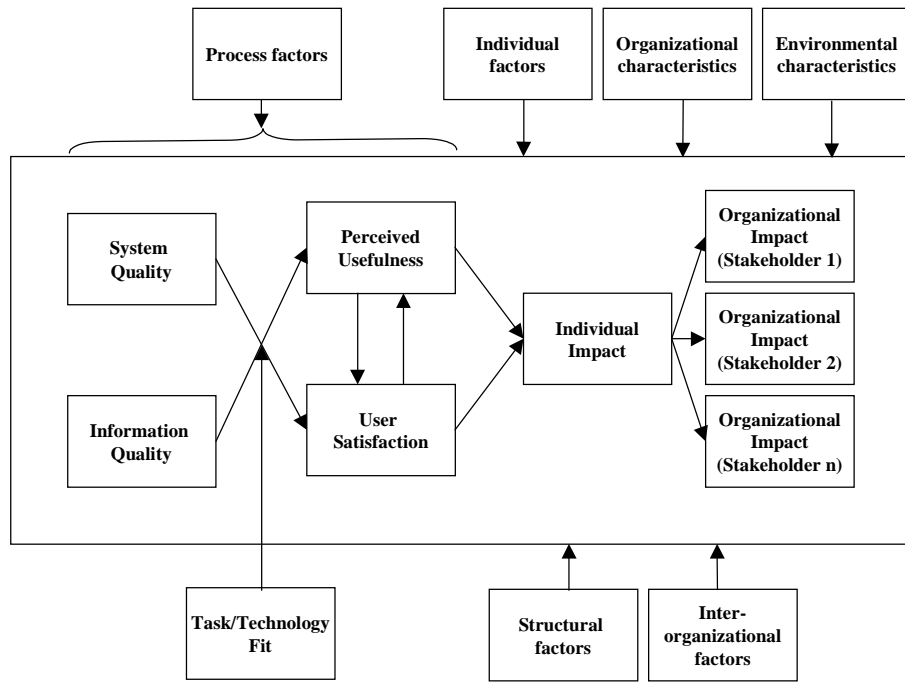 Process factors
Individual
factors
Organizational
characteristics
Environmental
characteristics
System
Quality
Perceived
Usefulness
Organizational
Impact
(Stakeholder 1)
Individual
Impact
Organizational
Impact
(Stakeholder 2)
Information
Quality
User
Satisfaction
Organizational
Impact
(Stakeholder n)
Task/Technology
Fit
Structural
factors
Inter-
organizational
factors